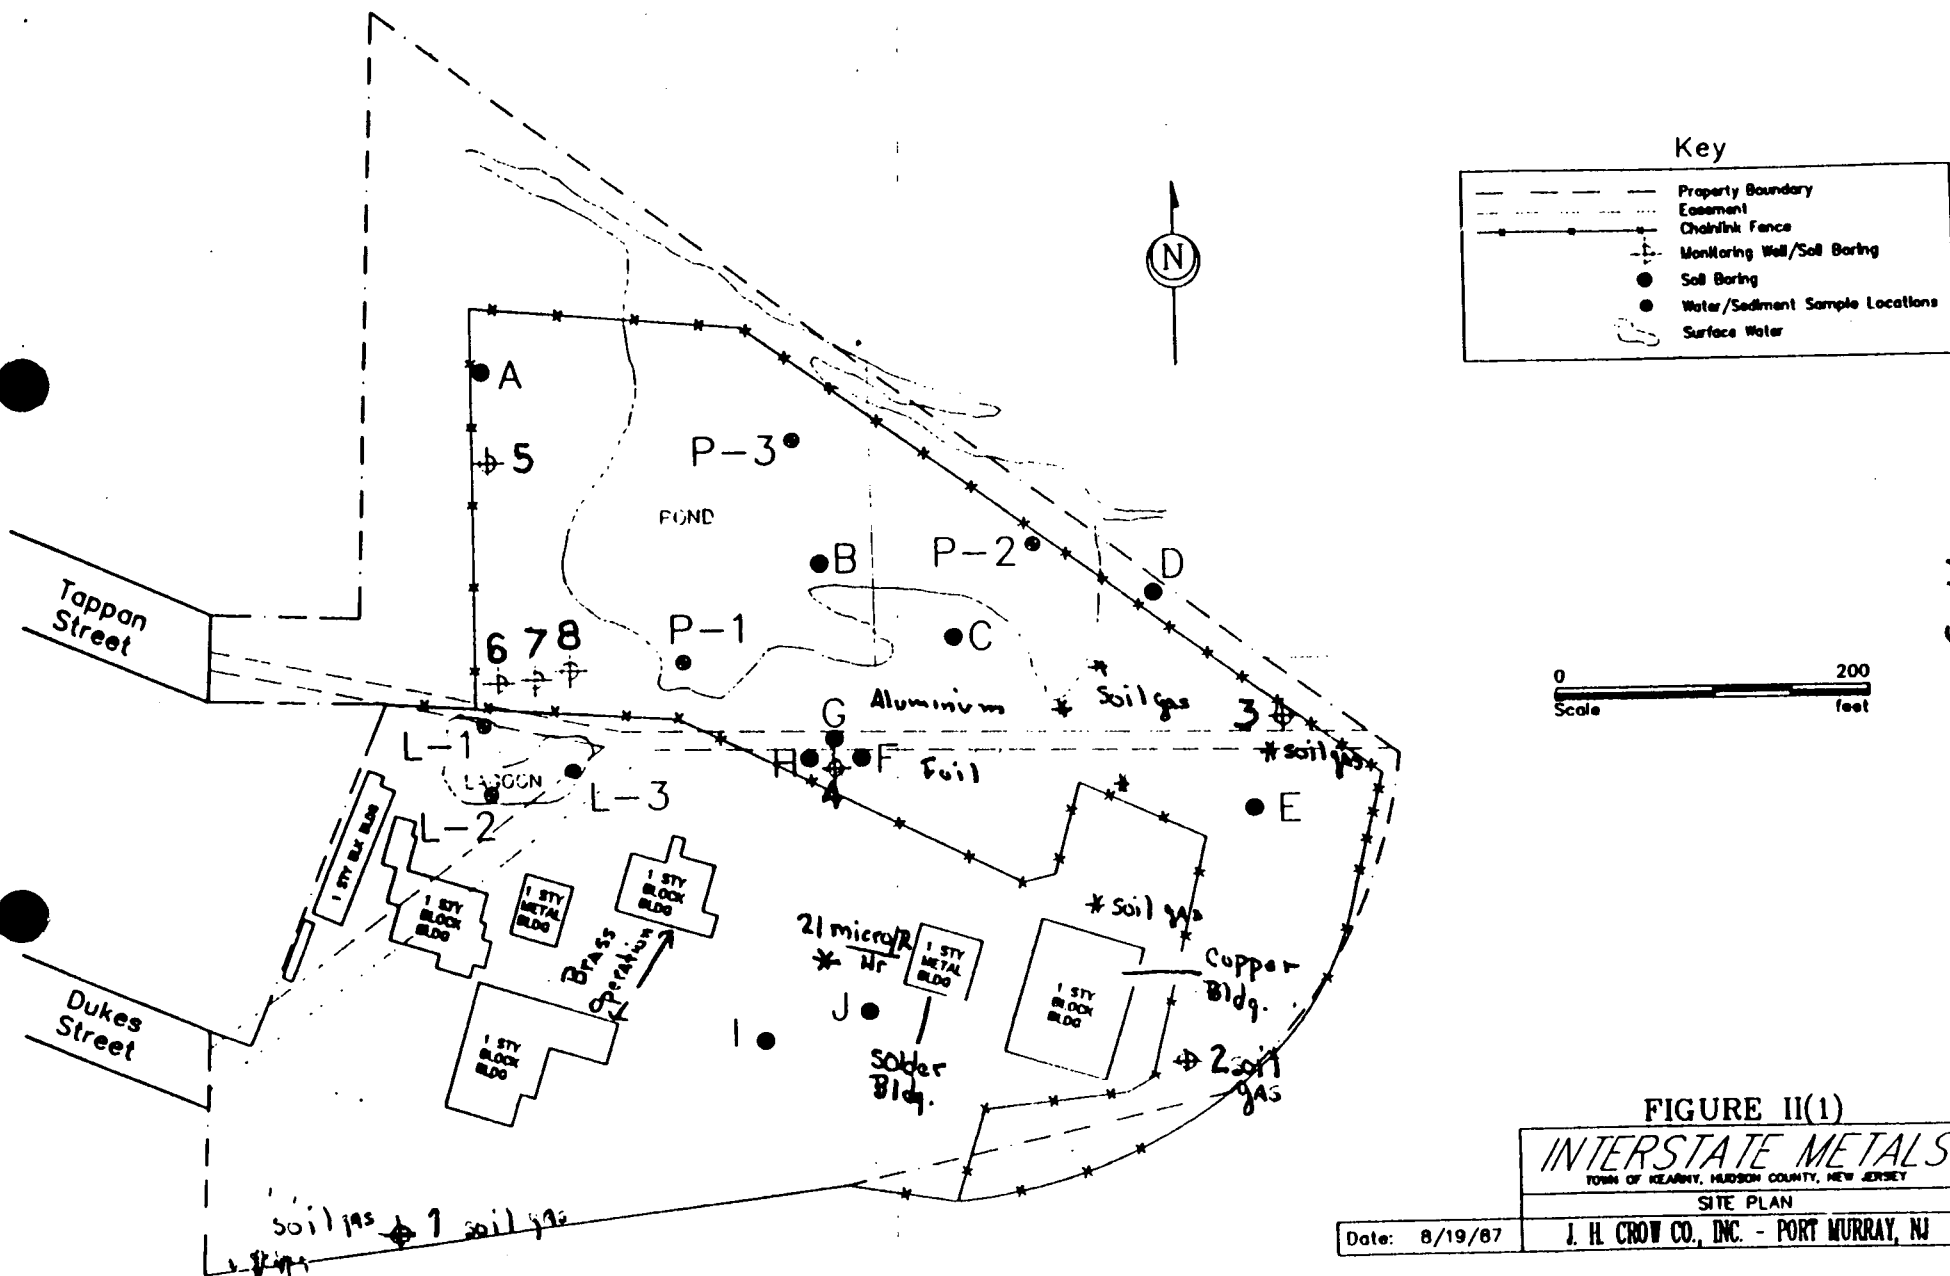 Key
Property Boundary
Easement
Chainlink Fence
Monitoring Well/Soil Boring
Soil Boring
Water/Sediment Sample Locations
Surface Water
N
A
5
P-3
POND
B
P-2
D
C
P-1
6 7 8
Tappan
Street
0 200
Scale feet
Aluminium
Soil gas
3
soil gas
G
H
F
Foil
4
E
L-1
LAGOON
L-3
L-2
1 STY BLK BLDG
1 STY
BLOCK
BLDG
1 STY
METAL
BLDG
1 STY
BLOCK
BLDG
Brass
operation
1 STY
BLOCK
BLDG
21 micro/R
Hr
1 STY
METAL
BLDG
soil gas
Copper
Bldg.
1 STY
BLOCK
BLDG
I
J
Solder
Bldg.
2 soil
gas
Dukes
Street
soil gas 1 soil gas
FIGURE II(1)
INTERSTATE METALS
TOWN OF KEARNY, HUDSON COUNTY, NEW JERSEY
SITE PLAN
Date: 8/19/87
J. H. CROW CO., INC. - PORT MURRAY, NJ